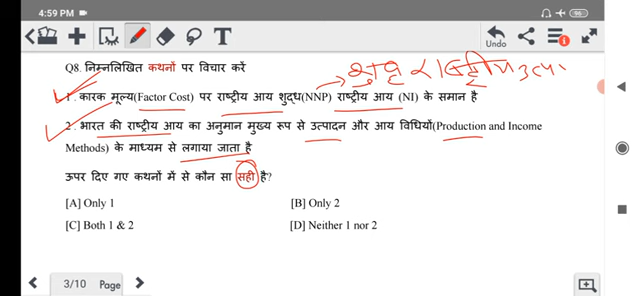 4:59 PM
96
T
Undo
Q8. निम्नलिखित कथनों पर विचार करें
शुद्ध राष्ट्रीय उत्पा
1. कारक मूल्य(Factor Cost) पर राष्ट्रीय आय शुद्ध(NNP) राष्ट्रीय आय (NI) के समान है
2. भारत की राष्ट्रीय आय का अनुमान मुख्य रूप से उत्पादन और आय विधियों(Production and Income
Methods) के माध्यम से लगाया जाता है
ऊपर दिए गए कथनों में से कौन सा सही है?
[A] Only 1 [B] Only 2
[C] Both 1 & 2 [D] Neither 1 nor 2
3/10 Page